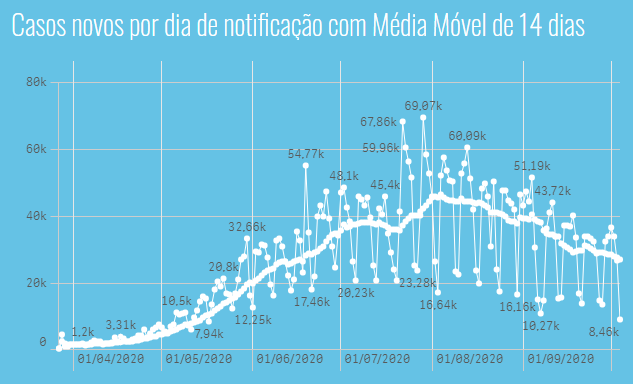 Casos novos por dia de notificação com Média Móvel de 14 dias
80k
69,07k
67,86k
60,09k
60k
59,96k
54,77k
51,19k
48,1k
45,4k
43,72k
40k
32,66k
20,8k
23,28k
20k
20,23k
17,46k
16,64k
16,16k
10,5k
12,25k
10,27k
1,2k
3,31k
7,94k
8,46k
0
01/04/2020
01/05/2020
01/06/2020
01/07/2020
01/08/2020
01/09/2020